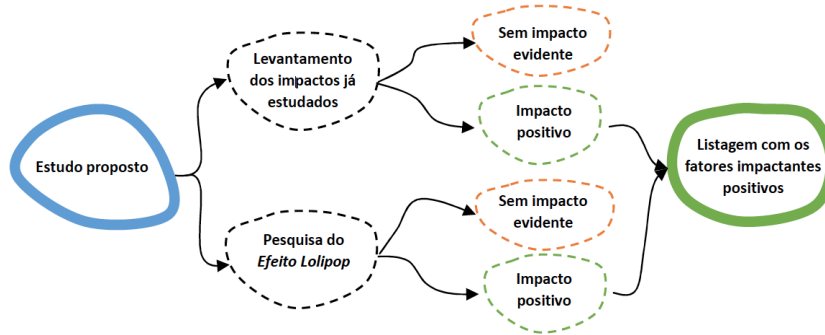 Estudo proposto
Levantamento
dos impactos já
estudados
Sem impacto
evidente
Impacto
positivo
Pesquisa do
Efeito Lolipop
Sem impacto
evidente
Impacto
positivo
Listagem com os
fatores impactantes
positivos